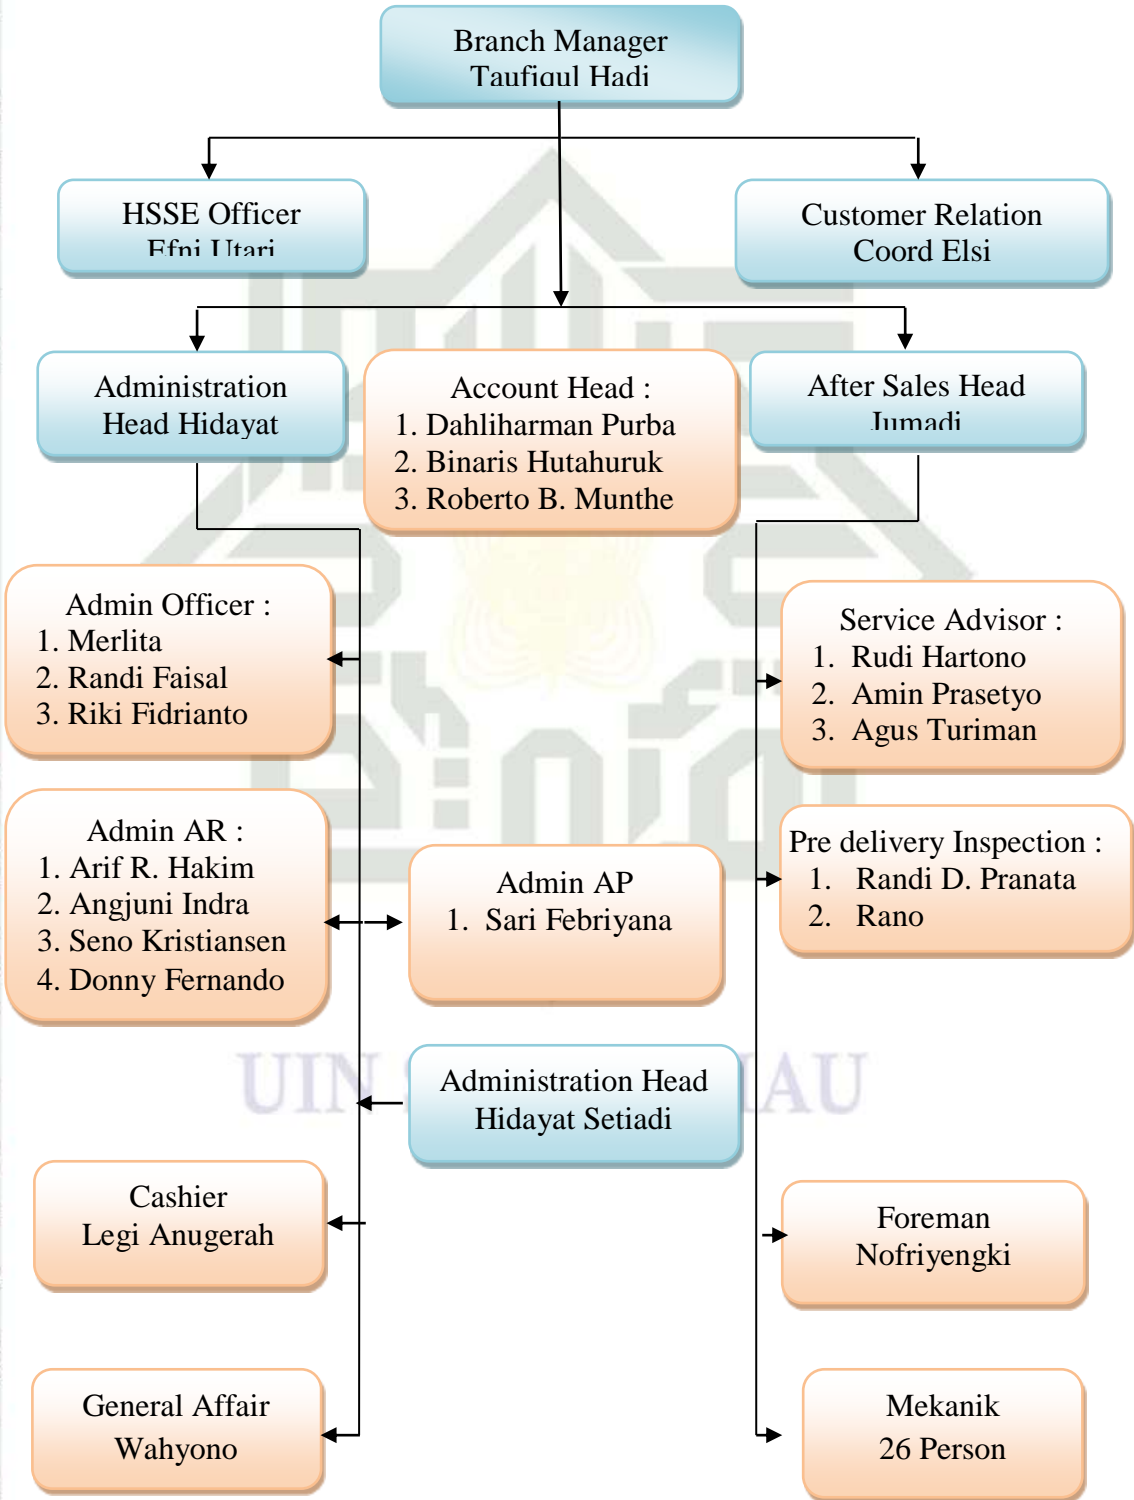 Branch Manager
Taufiqul Hadi
HSSE Officer
Efni Utari
Customer Relation
Coord Elsi
Administration
Head Hidayat
Account Head :
1. Dahliharman Purba
2. Binaris Hutahuruk
3. Roberto B. Munthe
After Sales Head
Jumadi
Admin Officer :
1. Merlita
2. Randi Faisal
3. Riki Fidrianto
Service Advisor :
1. Rudi Hartono
2. Amin Prasetyo
3. Agus Turiman
Admin AR :
1. Arif R. Hakim
2. Angjuni Indra
3. Seno Kristiansen
4. Donny Fernando
Admin AP
1. Sari Febriyana
Pre delivery Inspection :
1. Randi D. Pranata
2. Rano
UIN S IAU
Administration Head
Hidayat Setiadi
Cashier
Legi Anugerah
Foreman
Nofriyengki
General Affair
Wahyono
Mekanik
26 Person